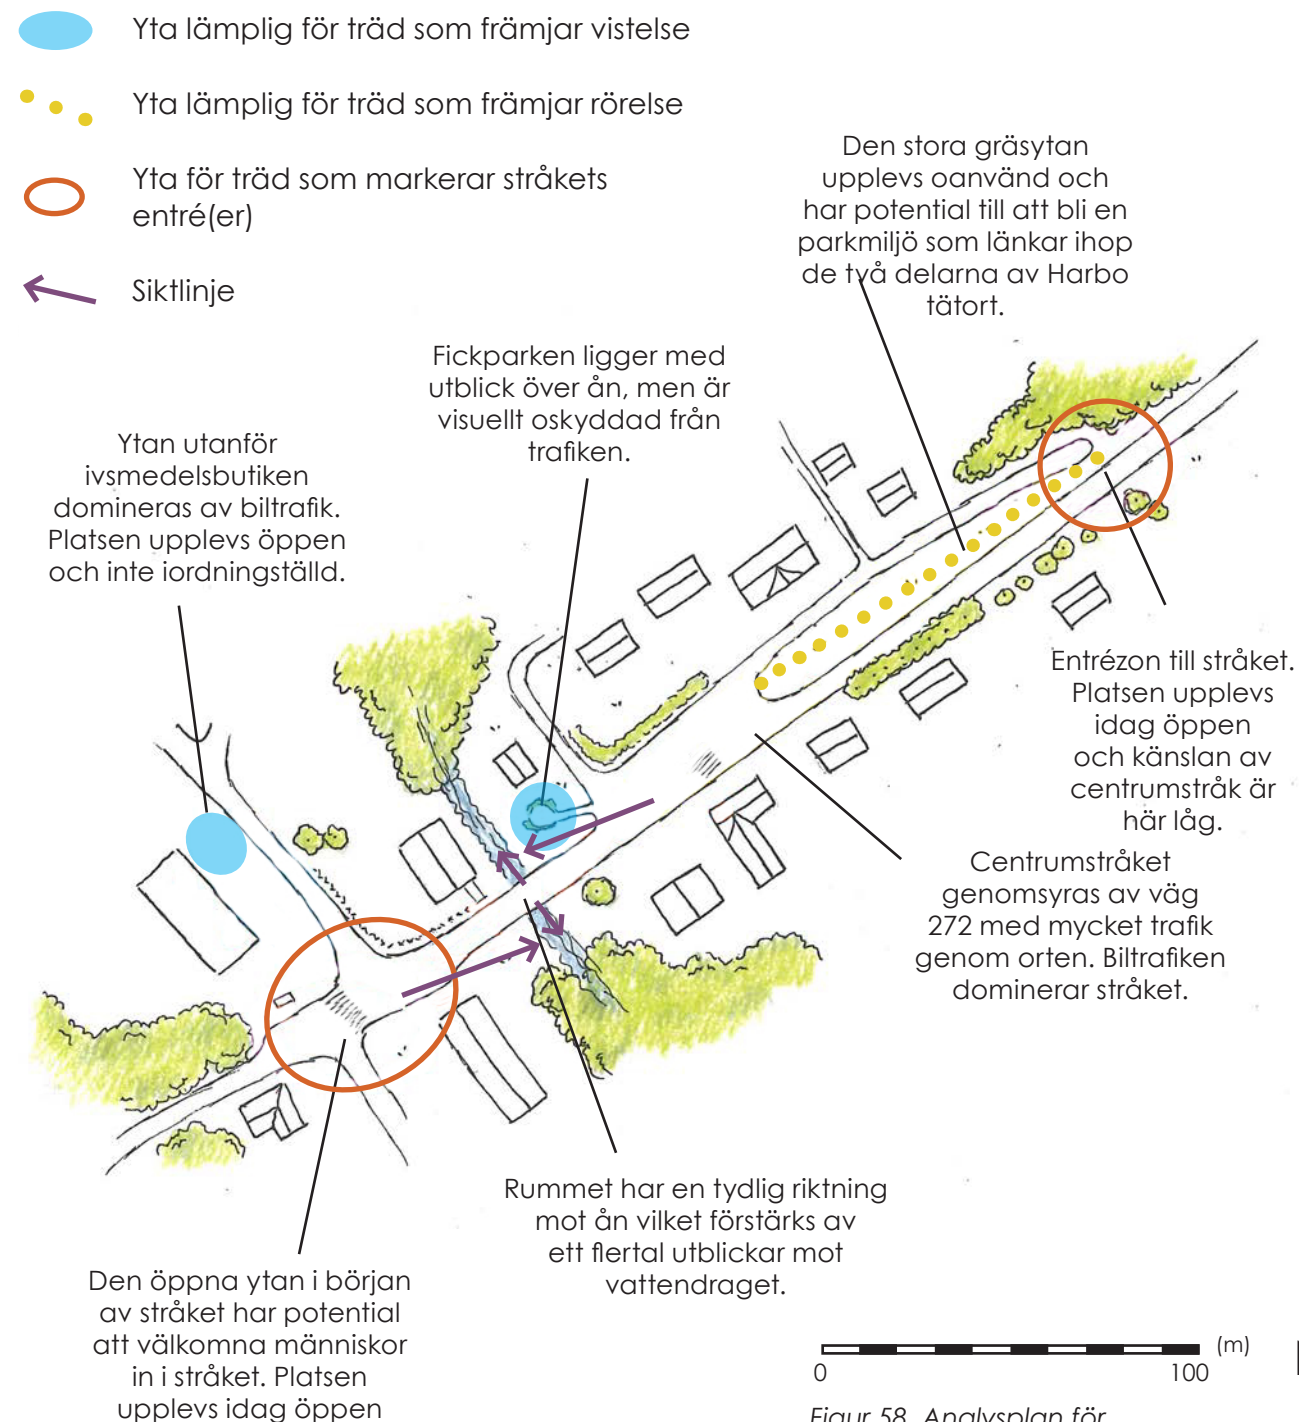 Yta lämplig för träd som främjar vistelse
Yta lämplig för träd som främjar rörelse
Yta för träd som markerar stråkets
entré(er)
Siktlinje
Den stora gräsytan
upplevs oanvänd och
har potential till att bli en
parkmiljö som länkar ihop
de två delarna av Harbo
tätort.
Fickparken ligger med
utblick över ån, men är
visuellt oskyddad från
trafiken.
Ytan utanför
ivsmedelsbutiken
domineras av biltrafik.
Platsen upplevs öppen
och inte iordningställd.
Entrézon till stråket.
Platsen upplevs
idag öppen
och känslan av
centrumstråk är
här låg.
Centrumstråket
genomsyras av väg
272 med mycket trafik
genom orten. Biltrafiken
dominerar stråket.
Rummet har en tydlig riktning
mot ån vilket förstärks av
ett flertal utblickar mot
vattendraget.
Den öppna ytan i början
av stråket har potential
att välkomna människor
in i stråket. Platsen
upplevs idag öppen
(m)
0 100
Figur 58. Analysplan för